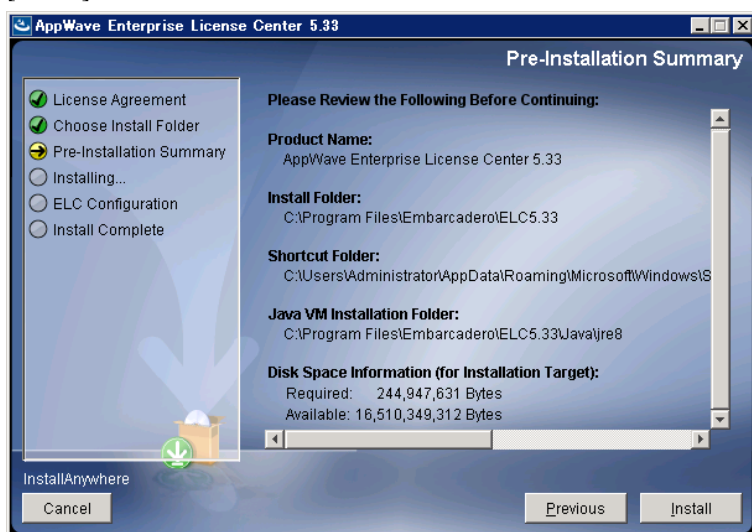 AppWave Enterprise License Center 5.33
Pre-Installation Summary
License Agreement
Choose Install Folder
Pre-Installation Summary
Installing...
ELC Configuration
Install Complete
Please Review the Following Before Continuing:
Product Name:
AppWave Enterprise License Center 5.33
Install Folder:
C:\Program Files\Embarcadero\ELC5.33
Shortcut Folder:
C:\Users\Administrator\AppData\Roaming\Microsoft\Windows\S
Java VM Installation Folder:
C:\Program Files\Embarcadero\ELC5.33\Java\jre8
Disk Space Information (for Installation Target):
Required: 244,947,631 Bytes
Available: 16,510,349,312 Bytes
InstallAnywhere
Cancel
Previous
Install